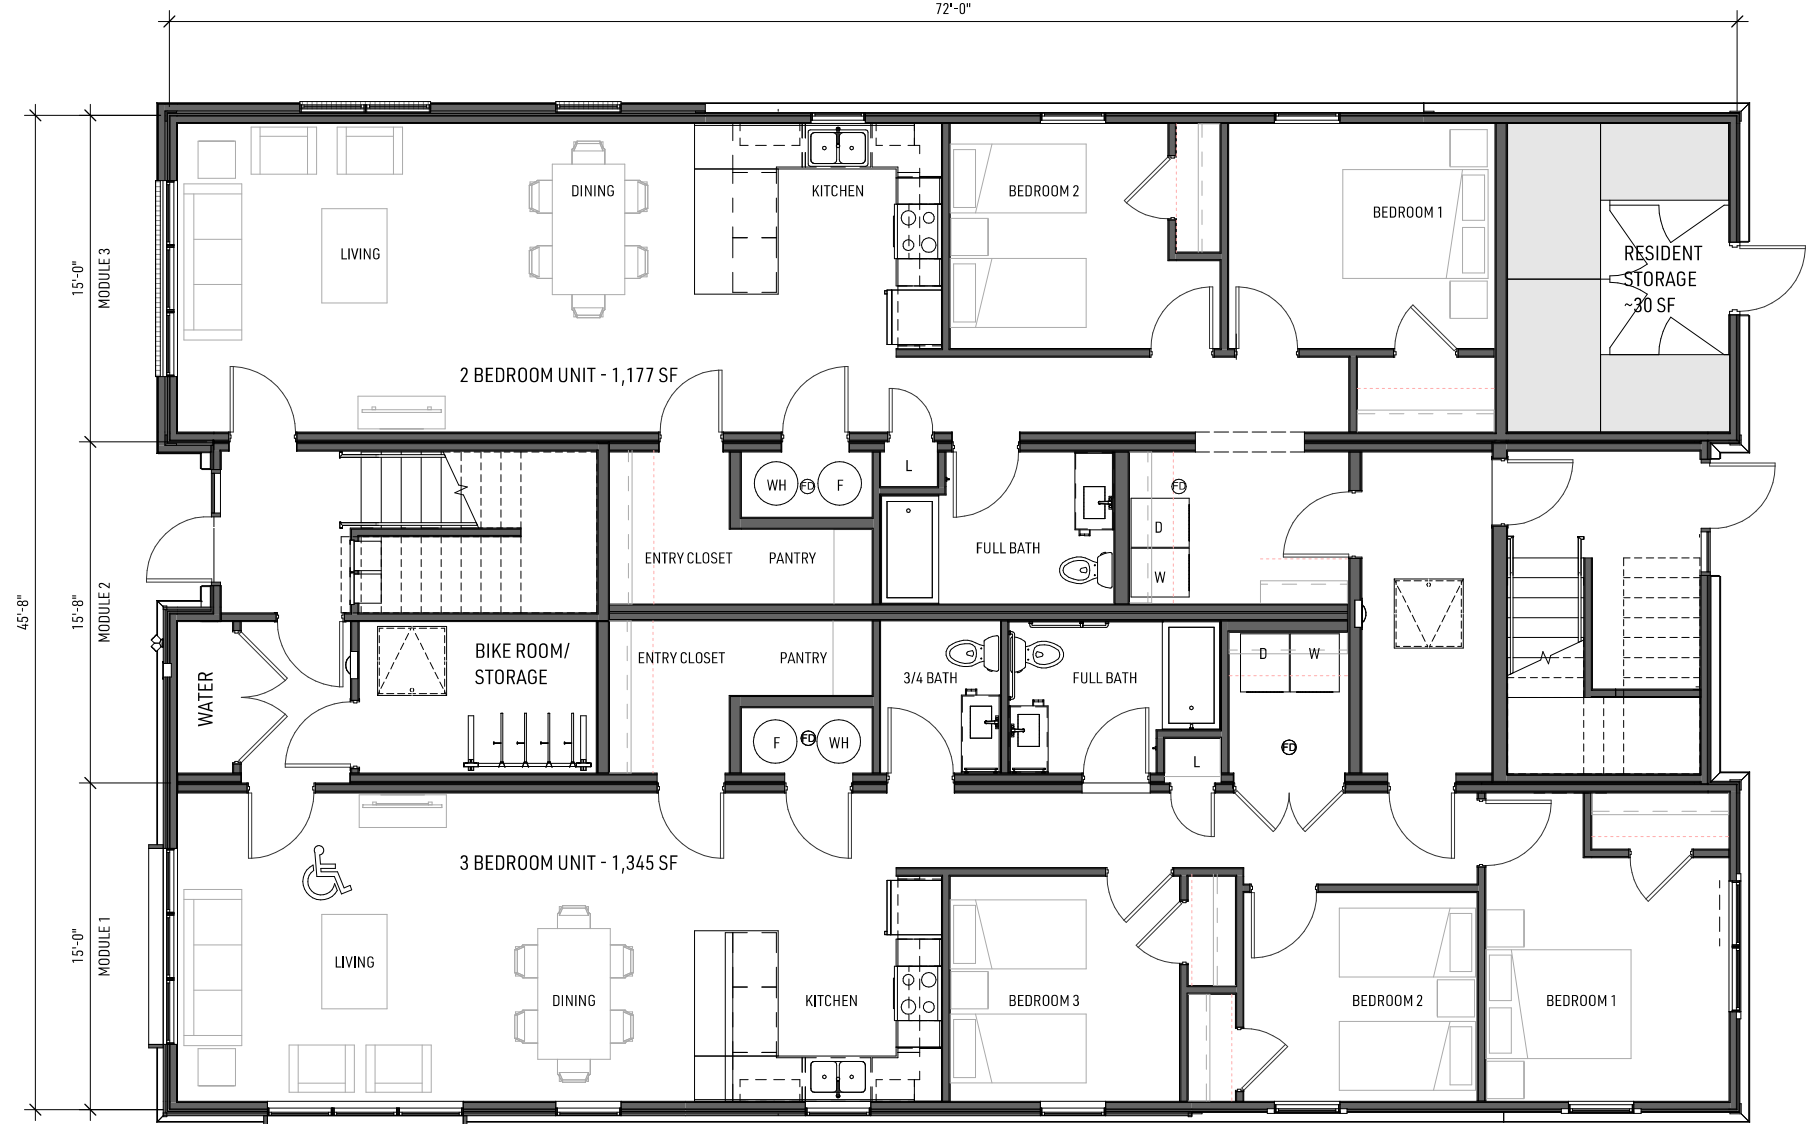 72'-0"
DINING
KITCHEN
BEDROOM 2
BEDROOM 1
LIVING
RESIDENT
STORAGE
~30 SF
15'-0"
MODULE 3
2 BEDROOM UNIT - 1,177 SF
WH
FD
F
L
FD
D
W
FULL BATH
ENTRY CLOSET
PANTRY
45'-8"
15'-8"
MODULE 2
WATER
BIKE ROOM/
STORAGE
ENTRY CLOSET
PANTRY
3/4 BATH
FULL BATH
D
W
F
FD
WH
FD
L
3 BEDROOM UNIT - 1,345 SF
15'-0"
MODULE 1
LIVING
DINING
KITCHEN
BEDROOM 3
BEDROOM 2
BEDROOM 1